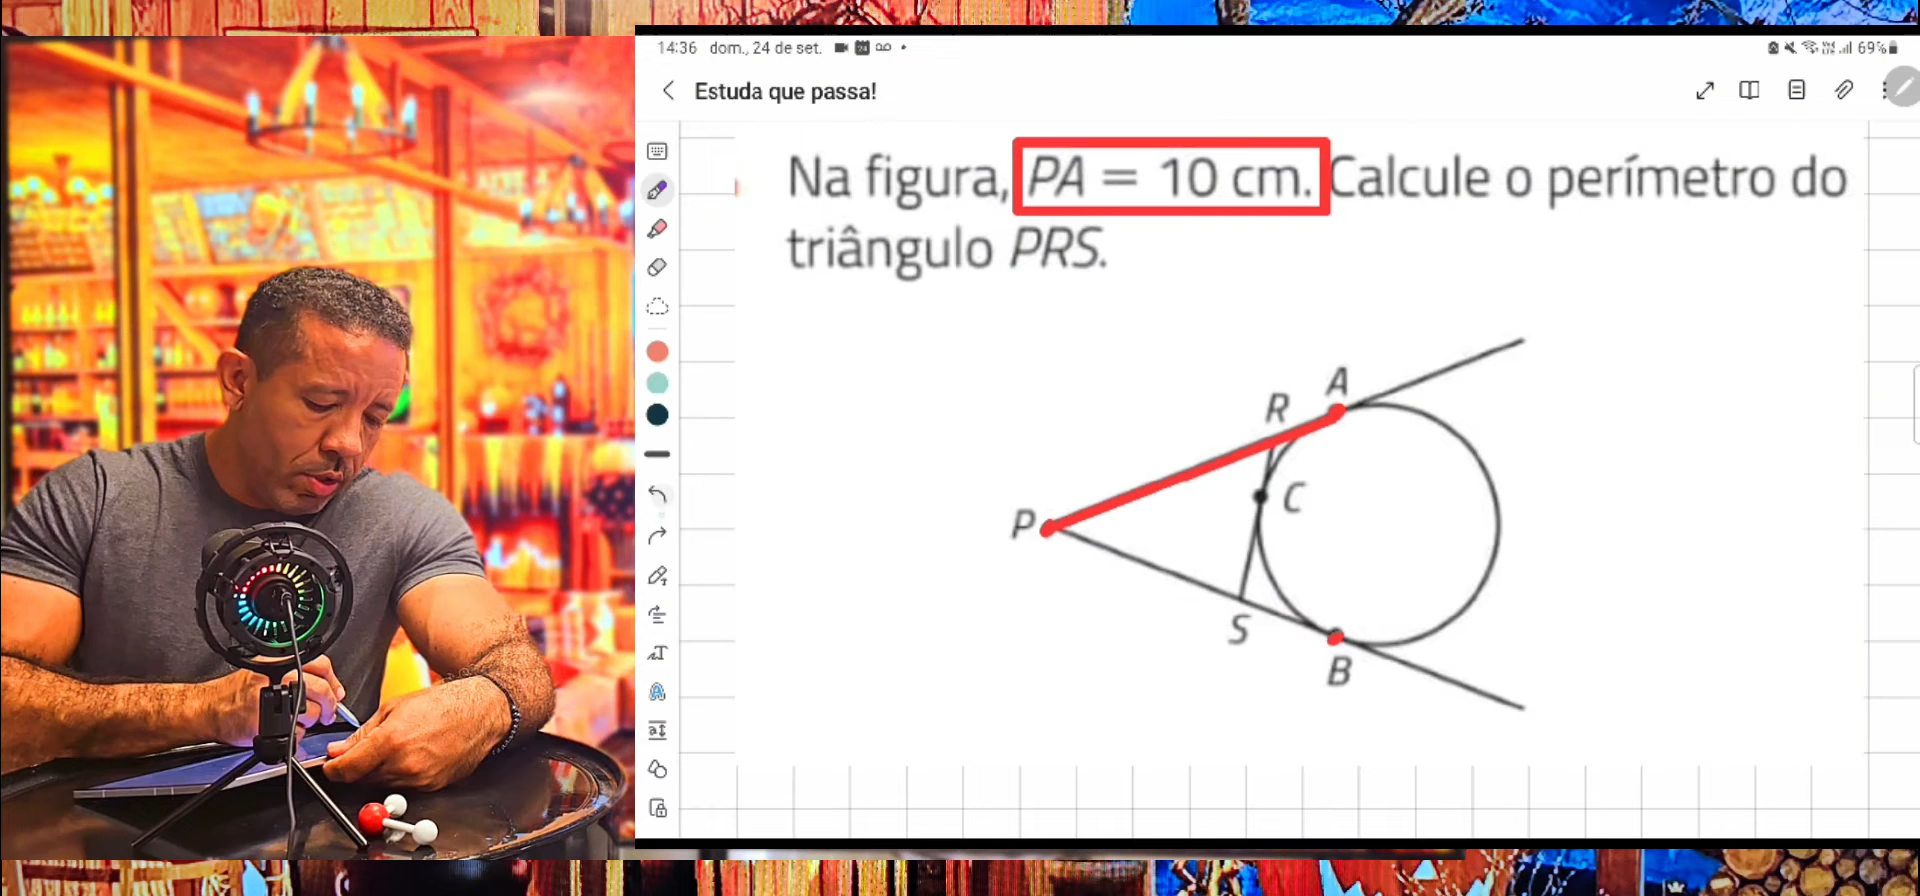 14:36 dom., 24 de set.
69%
Estuda que passa!
Na figura, PA = 10 cm. Calcule o perímetro do
triângulo PRS.
A
R
C
P
S
B